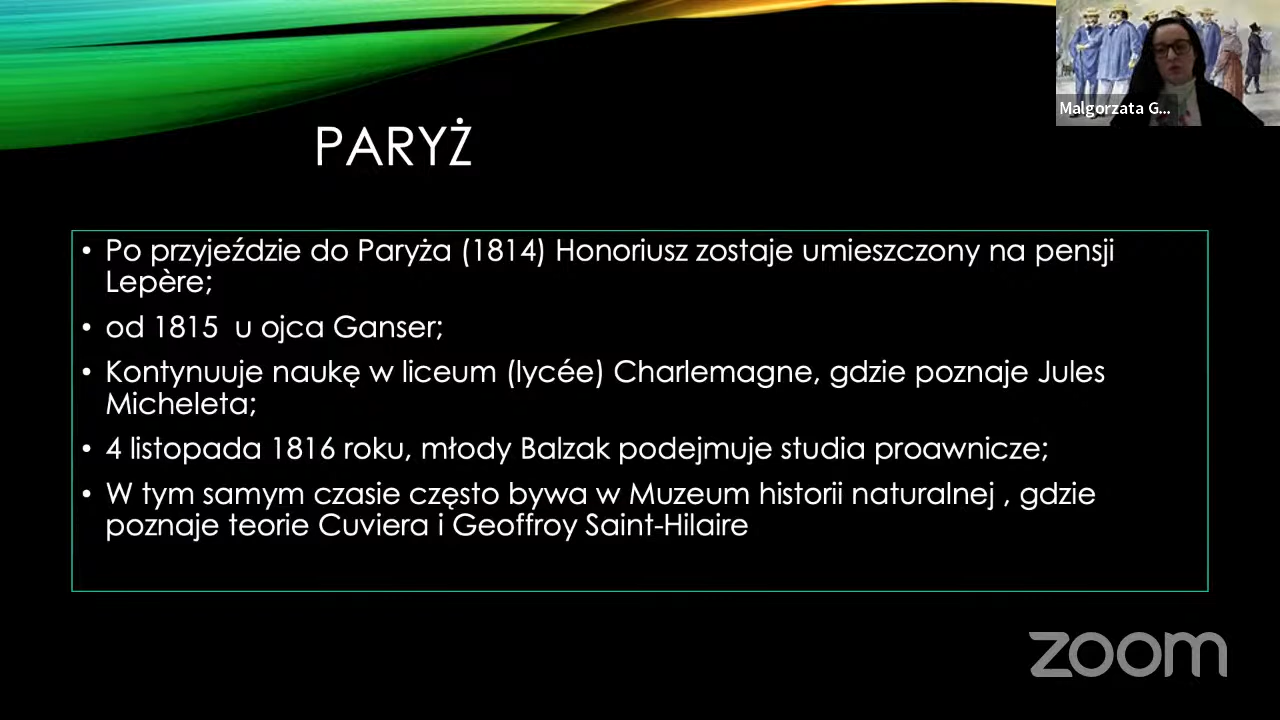 Malgorzata G...
PARYŻ
• Po przyjeździe do Paryża (1814) Honoriusz zostaje umieszczony na pensji
Lepère;
• od 1815 u ojca Ganser;
• Kontynuuje naukę w liceum (lycée) Charlemagne, gdzie poznaje Jules
Micheleta;
• 4 listopada 1816 roku, młody Balzak podejmuje studia proawnicze;
• W tym samym czasie często bywa w Muzeum historii naturalnej , gdzie
poznaje teorie Cuviera i Geoffroy Saint-Hilaire
zoom